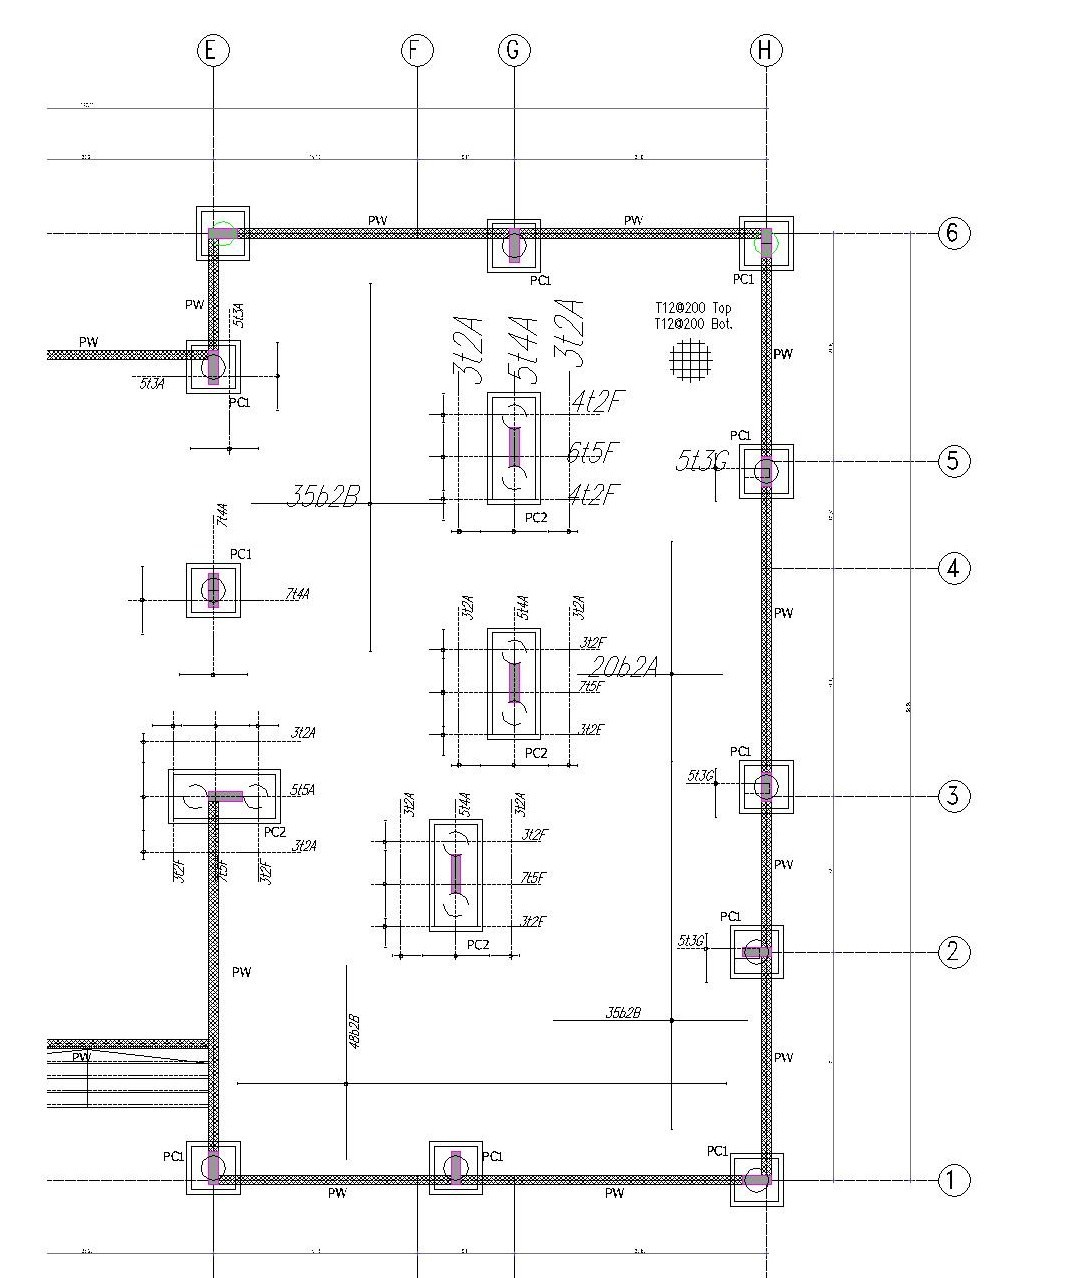 E F G H
PW PW
6
PC1 PC1
PW
5t3A
T12@200 Top
T12@200 Bot.
3t2A 5t4A 3t2A
PW
PW
5t3A
PC1
4t2F
PC1
6t5F
5t3G
5
35b2B
4t2F
PC2
7t4A
PC1
4
7t4A
3t2A 5t4A 3t2A
PW
3t2F
20b2A
7t5F
3t2F
3t2A
PC2
PC1
5t3G
5t5A
3
3t2A 5t4A 3t2A
PC2
3t2F
3t2A
3t2F 7t5F 3t2F
PW
7t5F
3t2F
PC1
PC2
5t3G
2
PW
48b2B
35b2B
PW
PW
PC1 PC1 PC1
1
PW PW